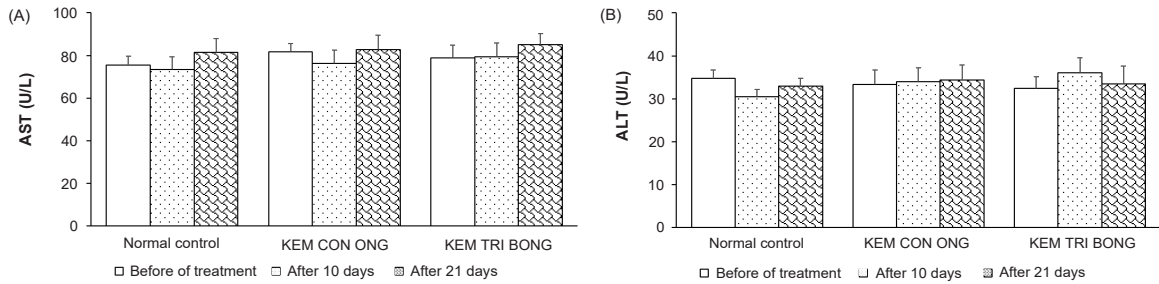 (A)
100
80
60
40
20
0
AST (U/L)
Normal control KEM CON ONG KEM TRI BONG
Before of treatment After 10 days After 21 days
(B)
50
40
30
20
10
0
ALT (U/L)
Normal control KEM CON ONG KEM TRI BONG
Before of treatment After 10 days After 21 days